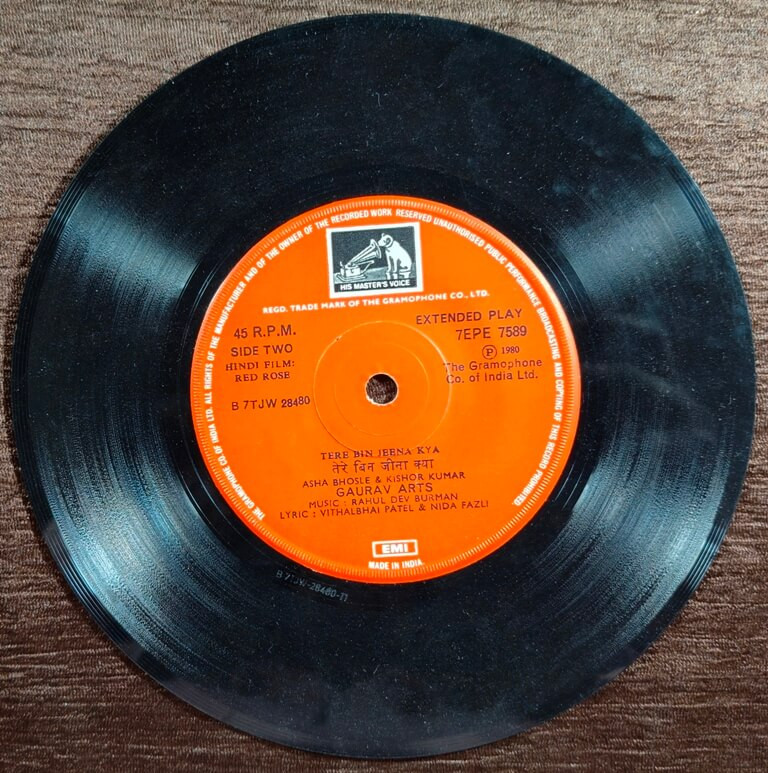 THE GRAMOPHONE CO. OF INDIA LTD. ALL RIGHTS OF THE MANUFACTURER AND OF THE OWNER OF THE RECORDED WORK RESERVED UNAUTHORISED PUBLIC PERFORMANCE BROADCASTING AND COPYING OF THIS RECORD PROHIBITED
HIS MASTER'S VOICE
REGD. TRADE MARK OF THE GRAMOPHONE CO., LTD.
45 R.P.M.
SIDE TWO
HINDI FILM:
RED ROSE
B 7TJW 28480
EXTENDED PLAY
7EPE 7589
Ⓟ 1980
The Gramophone
Co. of India Ltd.
TERE BIN JEENA KYA
तेरे बिन जीना क्या
ASHA BHOSLE & KISHOR KUMAR
GAURAV ARTS
MUSIC : RAHUL DEV BURMAN
LYRIC : VITHALBHAI PATEL & NIDA FAZLI
EMI
MADE IN INDIA